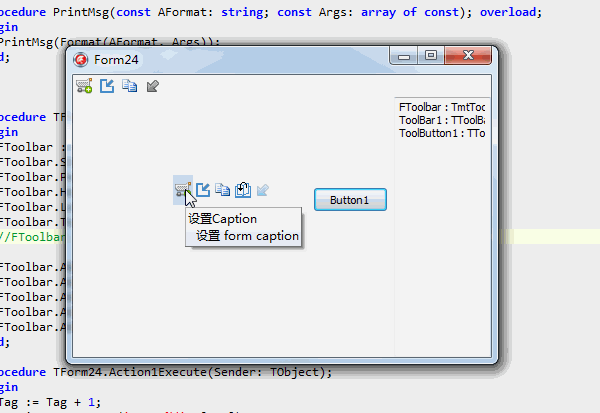 ocedure PrintMsg(const AFormat: string; const Args: array of const); overload;
gin
PrintMsg(Format(AFormat, Args));
d;
Form24
FToolbar : TmtToc
ToolBar1 : TToolBa
ToolButton1 : TToo
Button1
设置Caption
设置 form caption
ocedure TF
gin
FToolbar :
FToolbar.S
FToolbar.P
FToolbar.H
FToolbar.L
FToolbar.T
//FToolbar
FToolbar.A
FToolbar.A
FToolbar.A
FToolbar.A
FToolbar.A
d;
ocedure TForm24.Action1Execute(Sender: TObject);
gin
Tag := Tag + 1;